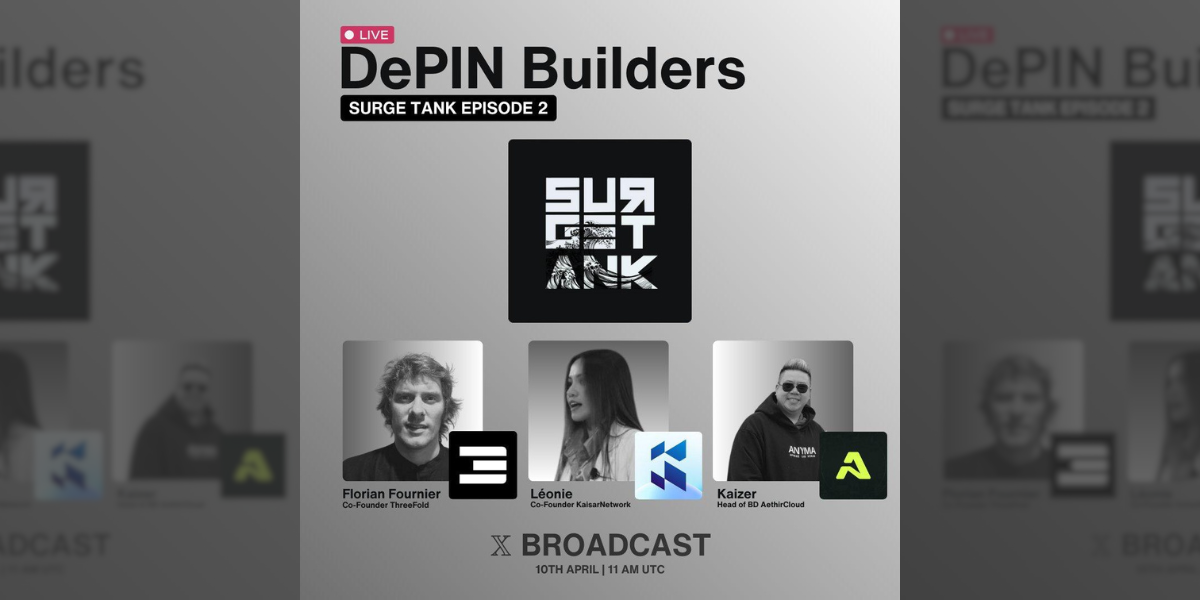 LIVE
DePIN Builders
SURGE TANK EPISODE 2
SUR
GET
ANK
ANYMA
Florian Fournier
Co-Founder ThreeFold
Léonie
Co-Founder KaisarNetwork
Kaizer
Head of BD AethirCloud
𝕏 BROADCAST
10TH APRIL | 11 AM UTC